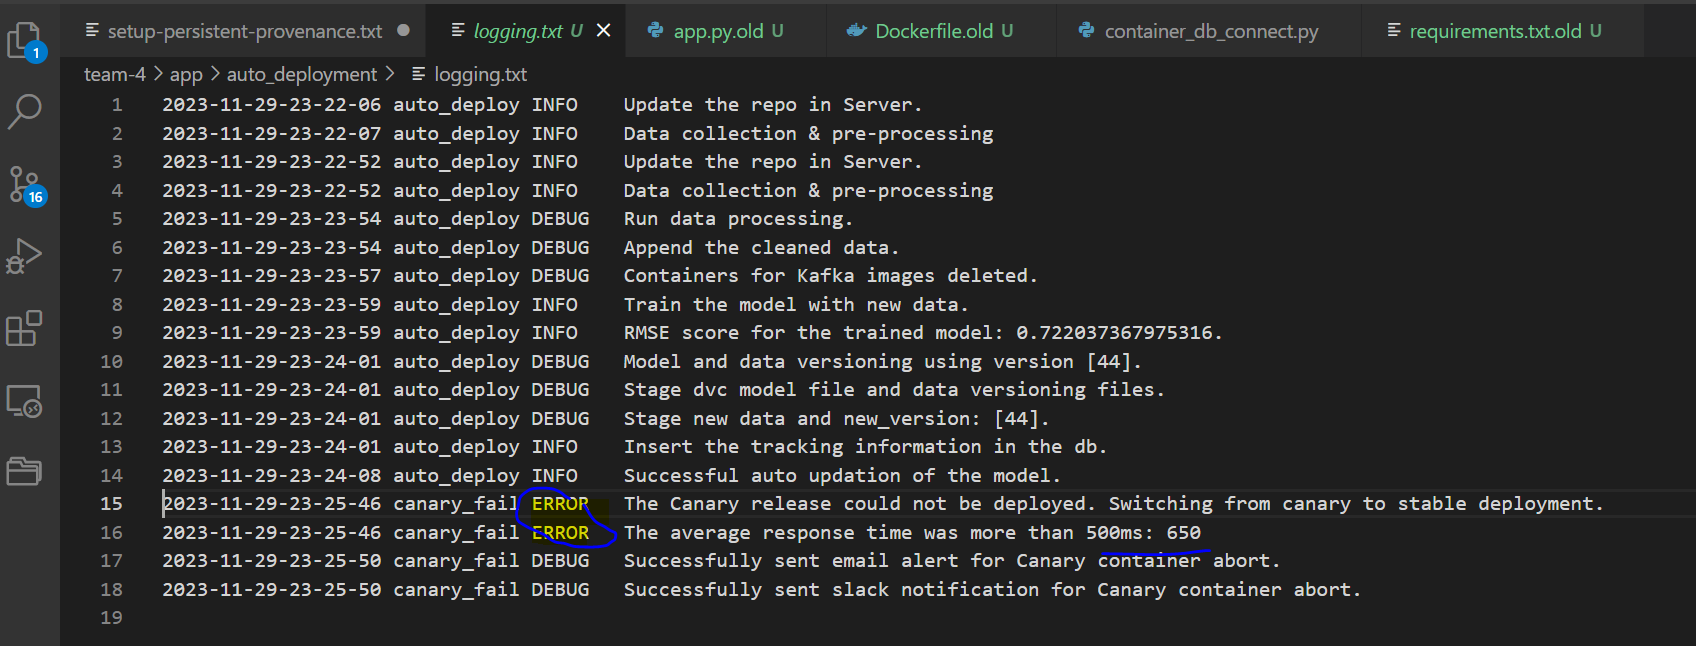 setup-persistent-provenance.txt logging.txt U app.py.old U Dockerfile.old U container_db_connect.py requirements.txt.old U
1
team-4 > app > auto_deployment > logging.txt
1 2023-11-29-23-22-06 auto_deploy INFO Update the repo in Server.
2 2023-11-29-23-22-07 auto_deploy INFO Data collection & pre-processing
3 2023-11-29-23-22-52 auto_deploy INFO Update the repo in Server.
4 2023-11-29-23-22-52 auto_deploy INFO Data collection & pre-processing
16
5 2023-11-29-23-23-54 auto_deploy DEBUG Run data processing.
6 2023-11-29-23-23-54 auto_deploy DEBUG Append the cleaned data.
7 2023-11-29-23-23-57 auto_deploy DEBUG Containers for Kafka images deleted.
8 2023-11-29-23-23-59 auto_deploy INFO Train the model with new data.
9 2023-11-29-23-23-59 auto_deploy INFO RMSE score for the trained model: 0.722037367975316.
10 2023-11-29-23-24-01 auto_deploy DEBUG Model and data versioning using version [44].
11 2023-11-29-23-24-01 auto_deploy DEBUG Stage dvc model file and data versioning files.
12 2023-11-29-23-24-01 auto_deploy DEBUG Stage new data and new_version: [44].
13 2023-11-29-23-24-01 auto_deploy INFO Insert the tracking information in the db.
14 2023-11-29-23-24-08 auto_deploy INFO Successful auto updation of the model.
15 2023-11-29-23-25-46 canary_fail ERROR The Canary release could not be deployed. Switching from canary to stable deployment.
16 2023-11-29-23-25-46 canary_fail ERROR The average response time was more than 500ms: 650
17 2023-11-29-23-25-50 canary_fail DEBUG Successfully sent email alert for Canary container abort.
18 2023-11-29-23-25-50 canary_fail DEBUG Successfully sent slack notification for Canary container abort.
19